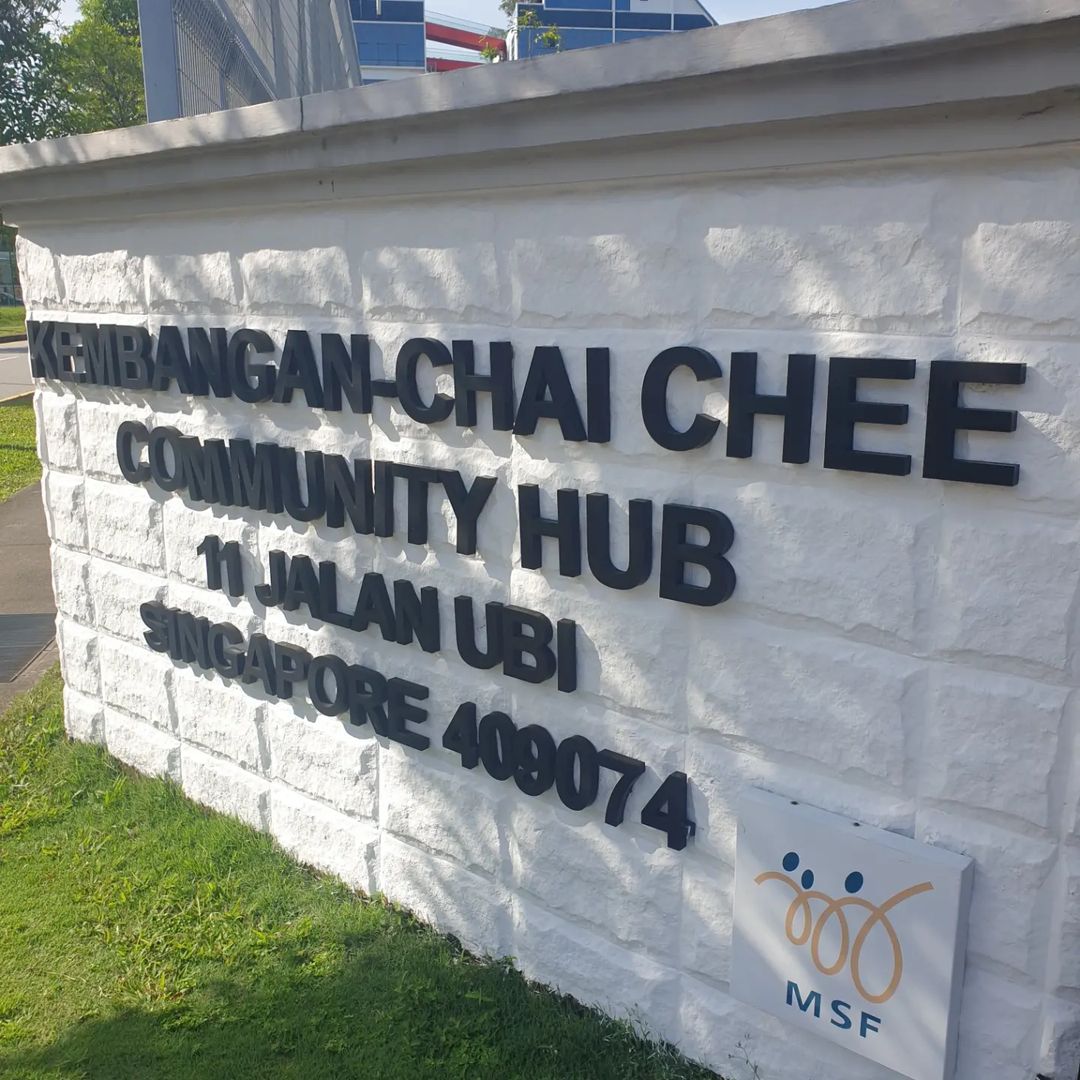 KEMBANGAN-CHAI CHEE
COMMUNITY HUB
11 JALAN UBI
SINGAPORE 409074
MSF